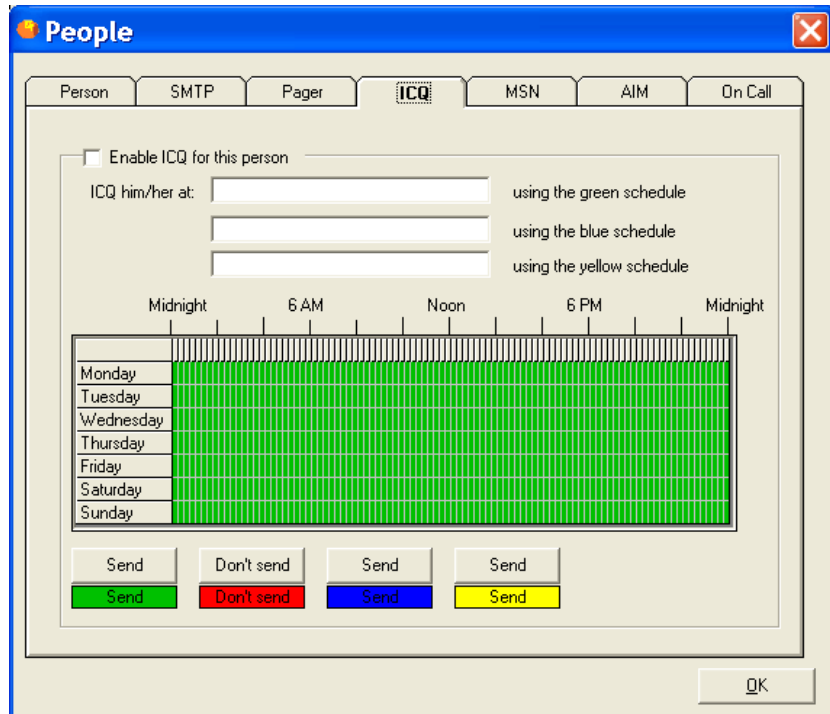 People
Person SMTP Pager ICQ MSN AIM On Call
Enable ICQ for this person
ICQ him/her at: using the green schedule
using the blue schedule
using the yellow schedule
Midnight 6 AM Noon 6 PM Midnight
Monday
Tuesday
Wednesday
Thursday
Friday
Saturday
Sunday
Send Don't send Send Send
Send Don't send Send Send
OK